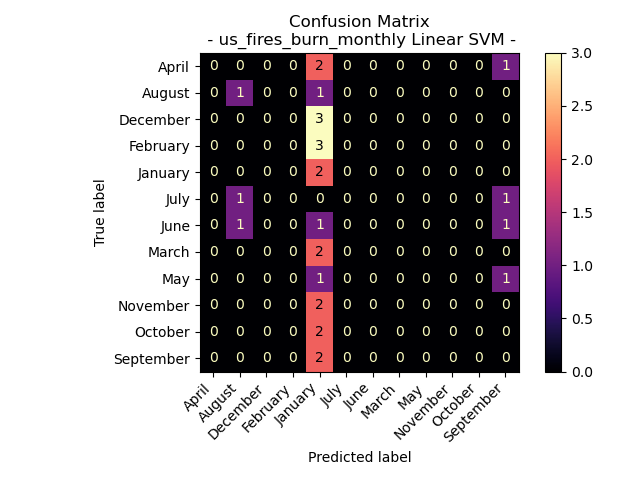 Confusion Matrix
- us_fires_burn_monthly Linear SVM -
April 0 0 0 0 2 0 0 0 0 0 0 1
August 0 1 0 0 1 0 0 0 0 0 0 0
December 0 0 0 0 3 0 0 0 0 0 0 0
February 0 0 0 0 3 0 0 0 0 0 0 0
January 0 0 0 0 2 0 0 0 0 0 0 0
July 0 1 0 0 0 0 0 0 0 0 0 1
June 0 1 0 0 1 0 0 0 0 0 0 1
March 0 0 0 0 2 0 0 0 0 0 0 0
May 0 0 0 0 1 0 0 0 0 0 0 1
November 0 0 0 0 2 0 0 0 0 0 0 0
October 0 0 0 0 2 0 0 0 0 0 0 0
September 0 0 0 0 2 0 0 0 0 0 0 0
True label
April August December February January July June March May November October September
Predicted label
3.0
2.5
2.0
1.5
1.0
0.5
0.0